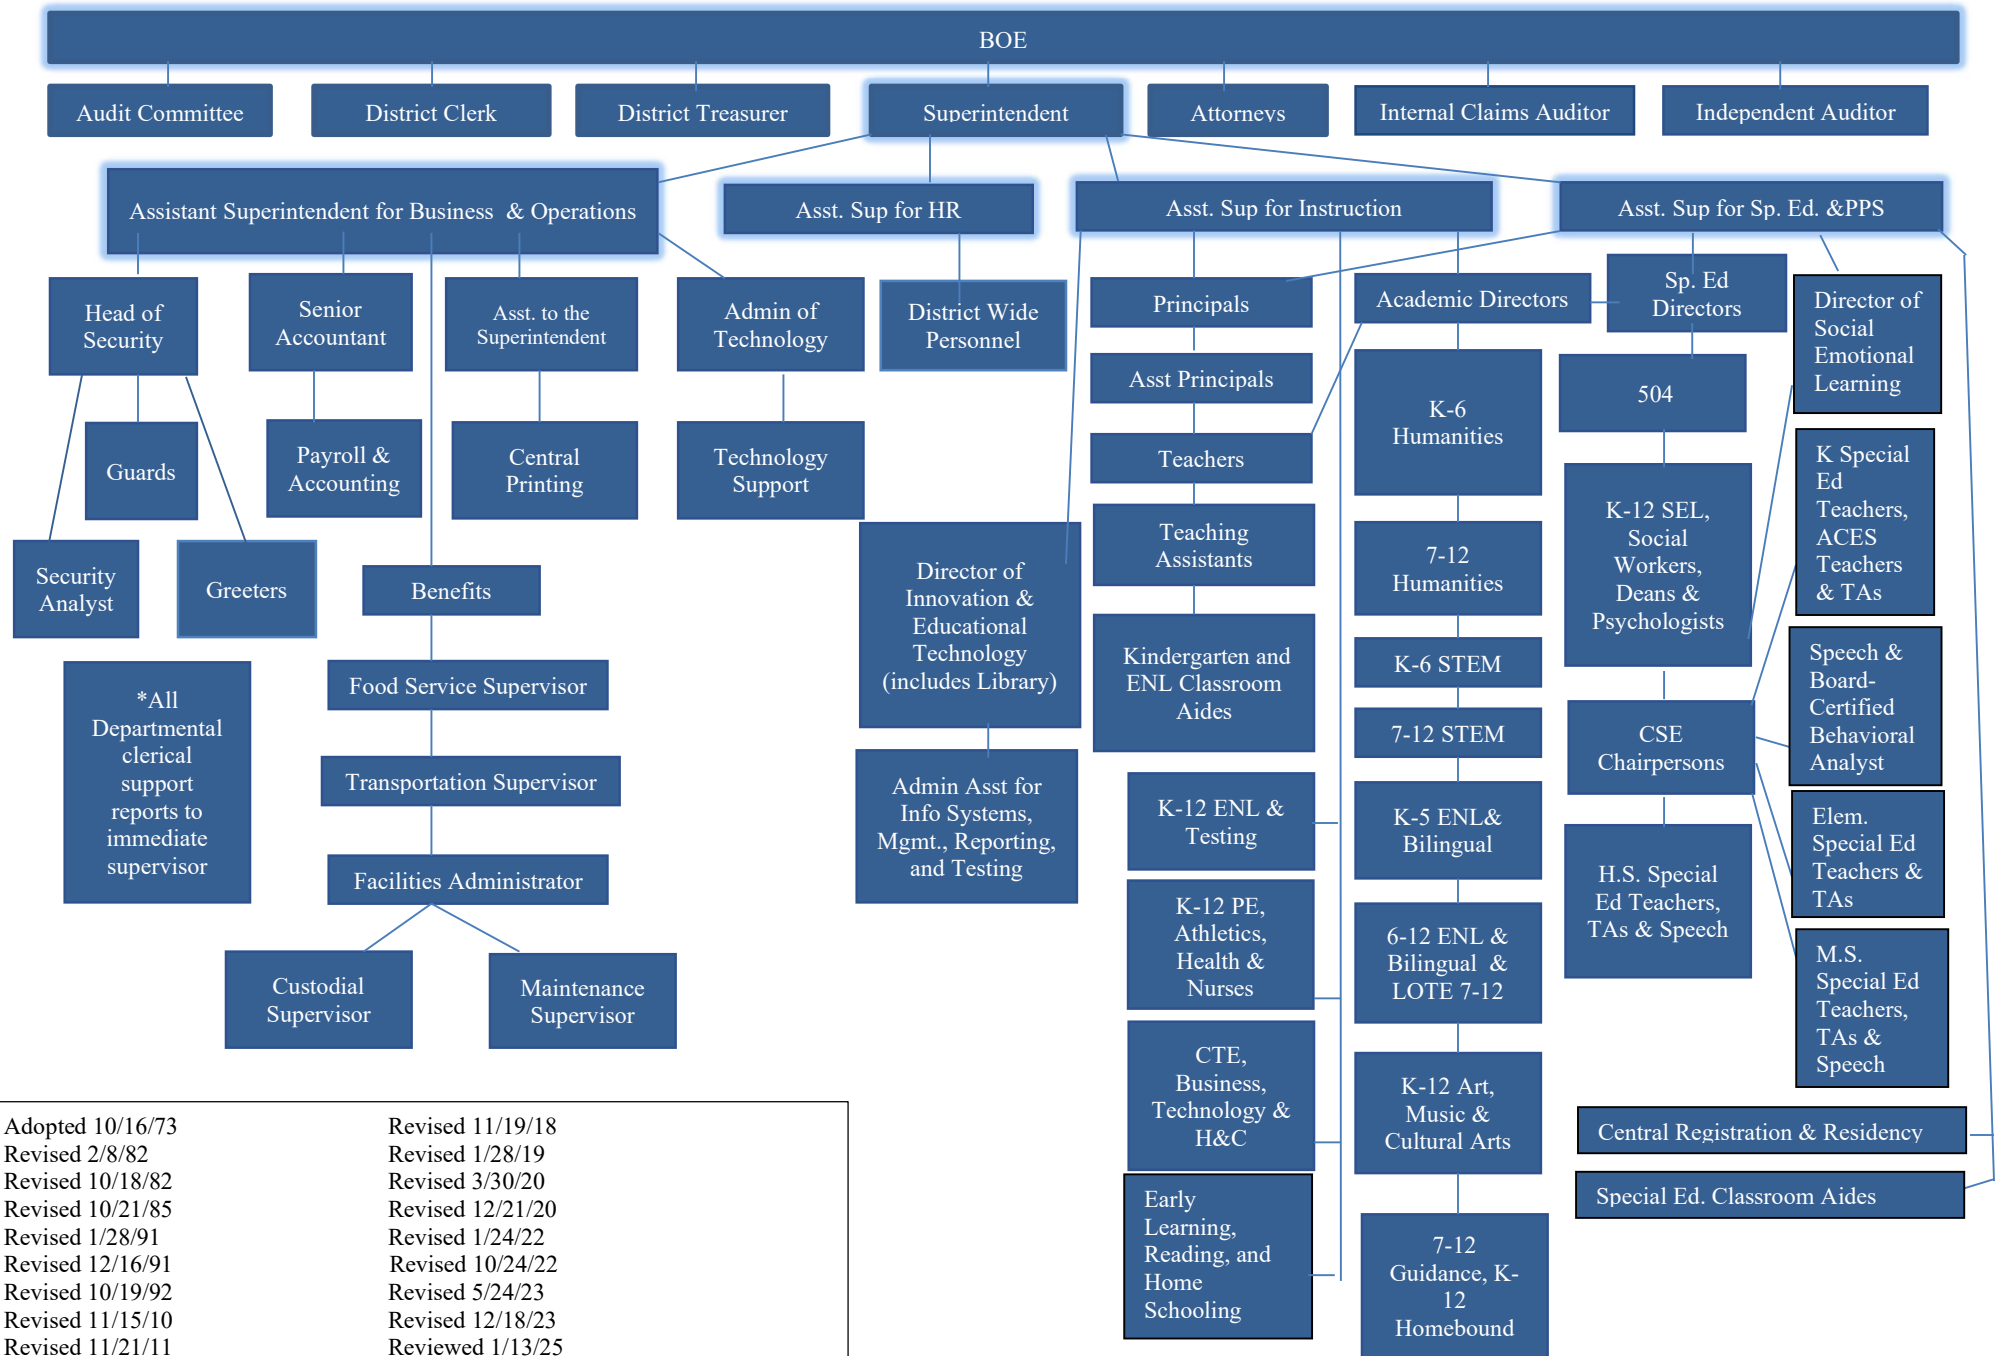 BOE
Audit Committee
District Clerk
District Treasurer
Superintendent
Attorneys
Internal Claims Auditor
Independent Auditor
Assistant Superintendent for Business & Operations
Asst. Sup for HR
Asst. Sup for Instruction
Asst. Sup for Sp. Ed. &PPS
Head of
Security
Senior
Accountant
Asst. to the
Superintendent
Admin of
Technology
District Wide
Personnel
Principals
Academic Directors
Sp. Ed
Directors
Director of
Social
Emotional
Learning
Asst Principals
K-6
Humanities
504
Guards
Payroll &
Accounting
Central
Printing
Technology
Support
Teachers
K Special
Ed
Teachers,
ACES
Teachers
& TAs
Security
Analyst
Greeters
Benefits
Director of
Innovation &
Educational
Technology
(includes Library)
Teaching
Assistants
7-12
Humanities
K-12 SEL,
Social
Workers,
Deans &
Psychologists
*All
Departmental
clerical
support
reports to
immediate
supervisor
Food Service Supervisor
Kindergarten and
ENL Classroom
Aides
K-6 STEM
Speech &
Board-
Certified
Behavioral
Analyst
Transportation Supervisor
Admin Asst for
Info Systems,
Mgmt., Reporting,
and Testing
7-12 STEM
CSE
Chairpersons
K-12 ENL &
Testing
K-5 ENL&
Bilingual
Elem.
Special Ed
Teachers &
TAs
Facilities Administrator
K-12 PE,
Athletics,
Health &
Nurses
6-12 ENL &
Bilingual &
LOTE 7-12
H.S. Special
Ed Teachers,
TAs & Speech
M.S.
Special Ed
Teachers,
TAs &
Speech
Custodial
Supervisor
Maintenance
Supervisor
CTE,
Business,
Technology &
H&C
K-12 Art,
Music &
Cultural Arts
Central Registration & Residency
Special Ed. Classroom Aides
Early
Learning,
Reading, and
Home
Schooling
7-12
Guidance, K-
12
Homebound
Adopted 10/16/73
Revised 2/8/82
Revised 10/18/82
Revised 10/21/85
Revised 1/28/91
Revised 12/16/91
Revised 10/19/92
Revised 11/15/10
Revised 11/21/11
Revised 11/19/18
Revised 1/28/19
Revised 3/30/20
Revised 12/21/20
Revised 1/24/22
Revised 10/24/22
Revised 5/24/23
Revised 12/18/23
Reviewed 1/13/25